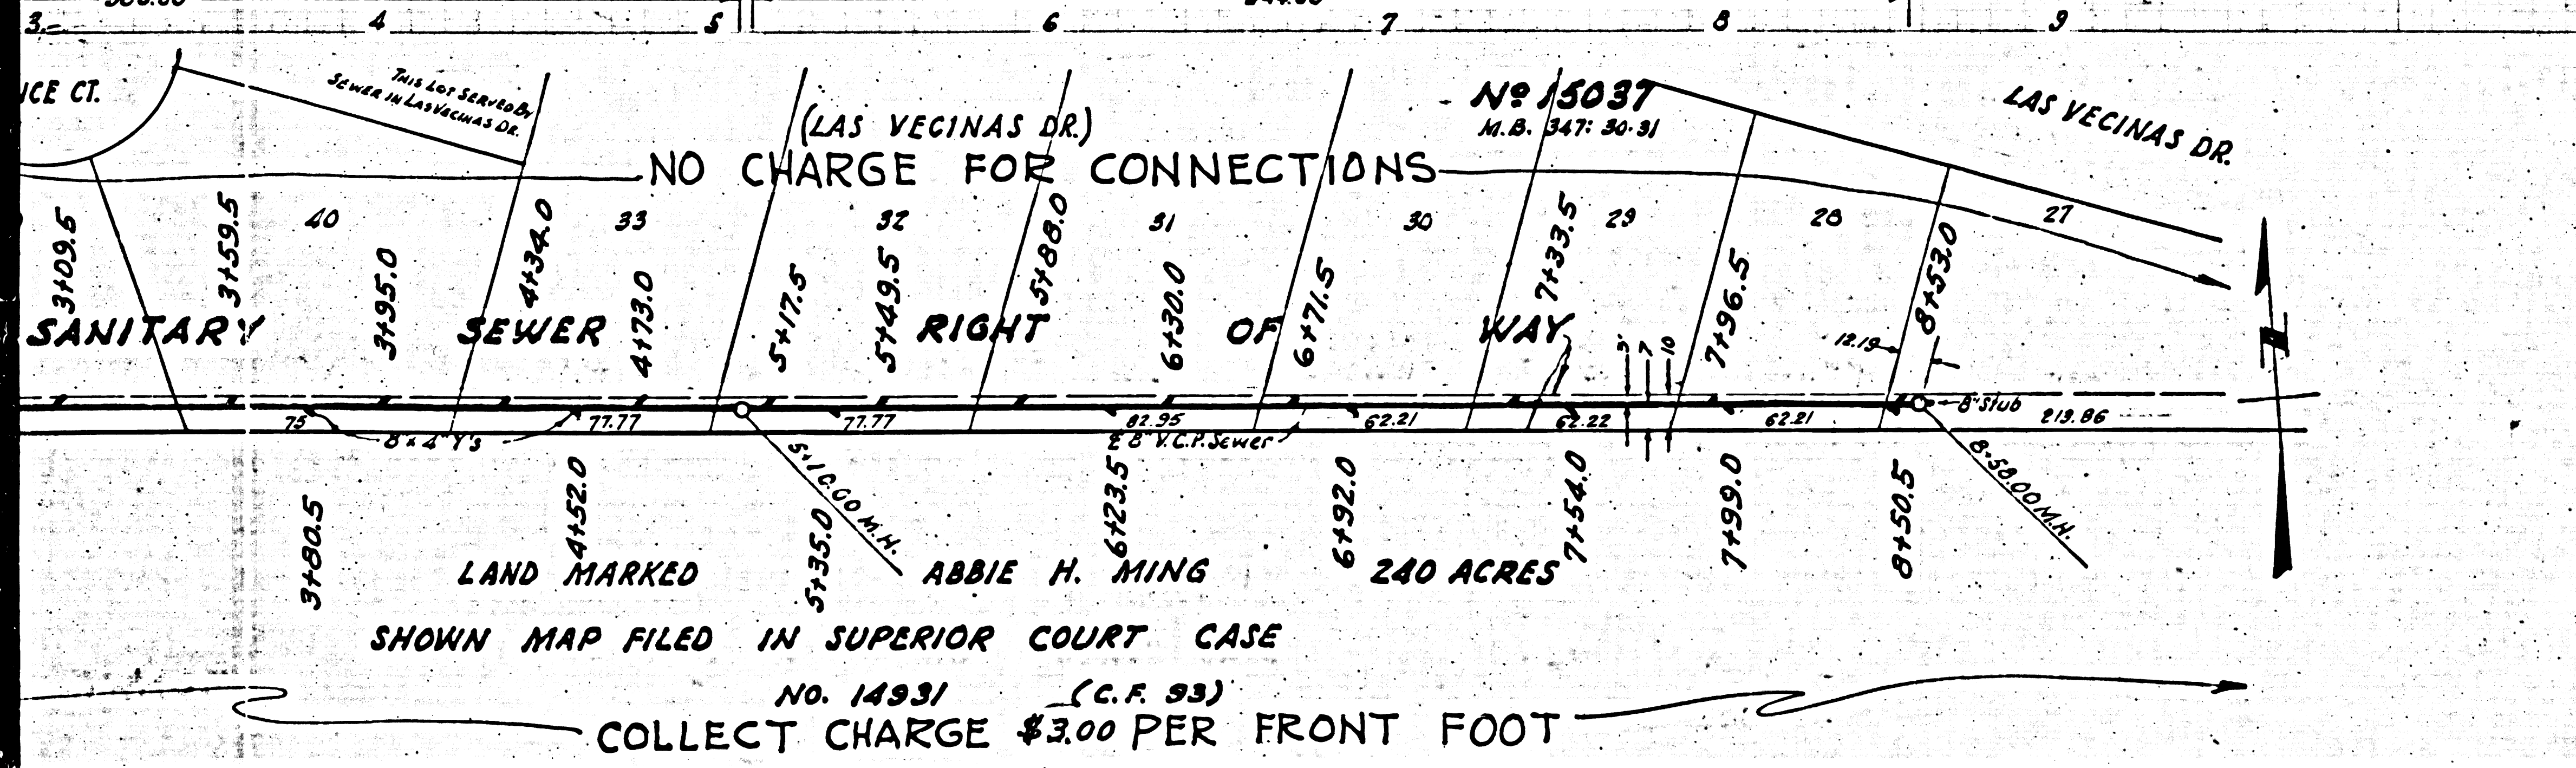 3
4
5
6
7
8
9
CE CT.
THIS LOT SERVED BY
SEWER IN LAS VECINAS DR.
(LAS VECINAS DR.)
Nº 15037
M.B. 347: 30-31
LAS VECINAS DR.
NO CHARGE FOR CONNECTIONS
40
33
32
31
30
29
28
27
3+09.5
3+59.5
3+95.0
4+34.0
4+73.0
5+17.5
5+49.5
5+88.0
6+30.0
6+71.5
7+33.5
7+96.5
8+53.0
12.19
SANITARY SEWER RIGHT OF WAY
3'
7
10
N
75
77.77
77.77
82.95
62.21
62.22
62.21
8" Stub
219.86
8"x 4" Y's
℄ 8" V.C.P. Sewer
5+10.00 M.H.
8+58.00 M.H.
3+80.5
4+52.0
5+35.0
6+23.5
6+92.0
7+54.0
7+99.0
8+50.5
LAND MARKED ABBIE H. MING 240 ACRES
SHOWN MAP FILED IN SUPERIOR COURT CASE
NO. 14931 (C.F. 93)
COLLECT CHARGE $3.00 PER FRONT FOOT